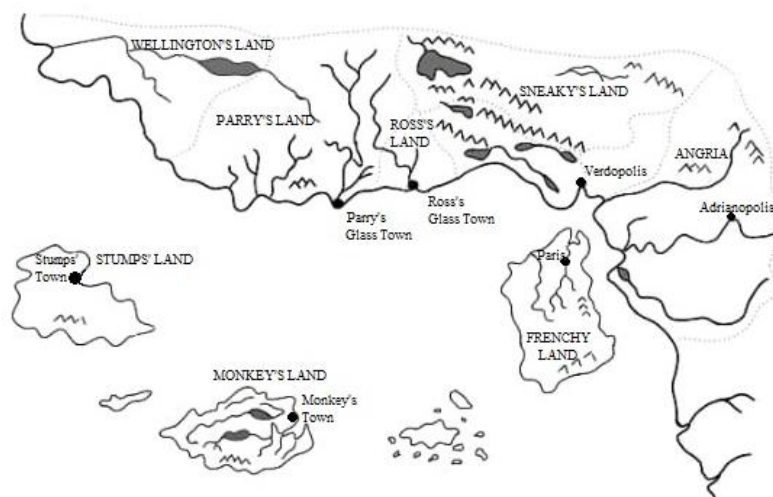 WELLINGTON'S LAND
SNEAKY'S LAND
PARRY'S LAND
ROSS'S
LAND
ANGRIA
Verdopolis
Adrianopolis
Parry's
Glass Town
Ross's
Glass Town
Stumps'
Town
STUMPS' LAND
Paris
FRENCHY
LAND
MONKEY'S LAND
Monkey's
Town